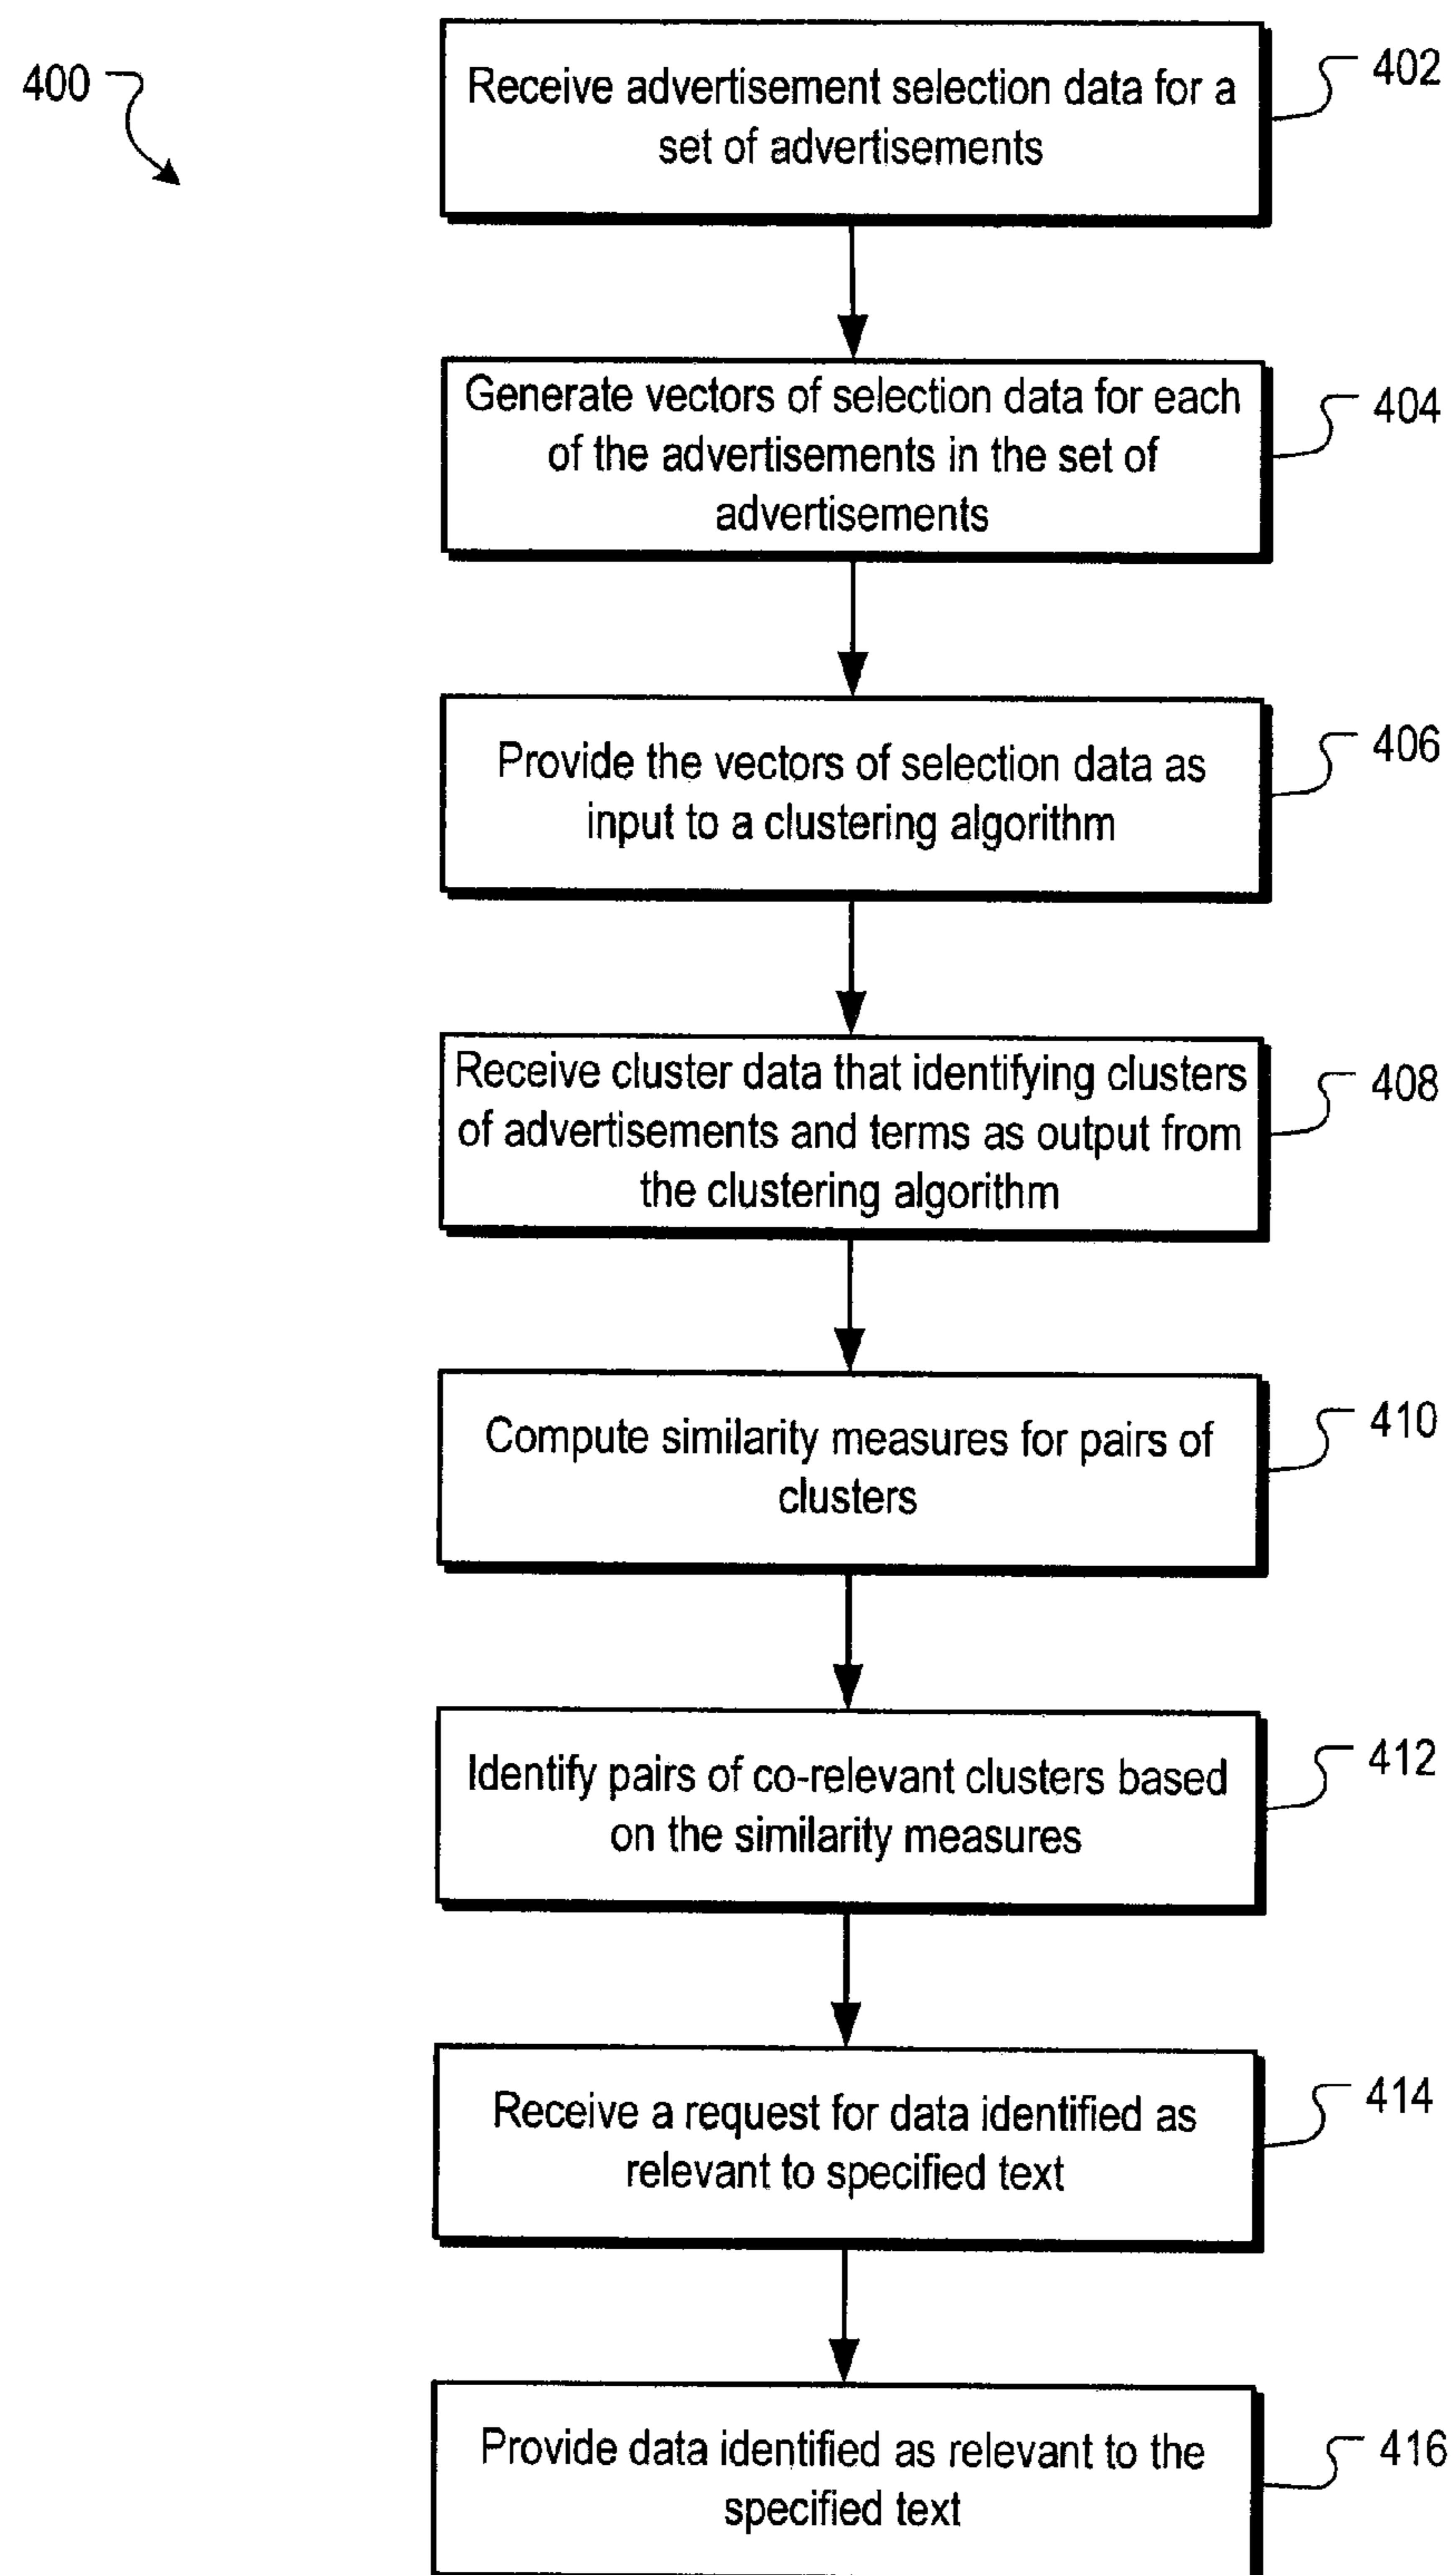 400
Receive advertisement selection data for a
set of advertisements
402
Generate vectors of selection data for each
of the advertisements in the set of
advertisements
404
Provide the vectors of selection data as
input to a clustering algorithm
406
Receive cluster data that identifying clusters
of advertisements and terms as output from
the clustering algorithm
408
Compute similarity measures for pairs of
clusters
410
Identify pairs of co-relevant clusters based
on the similarity measures
412
Receive a request for data identified as
relevant to specified text
414
Provide data identified as relevant to the
specified text
416